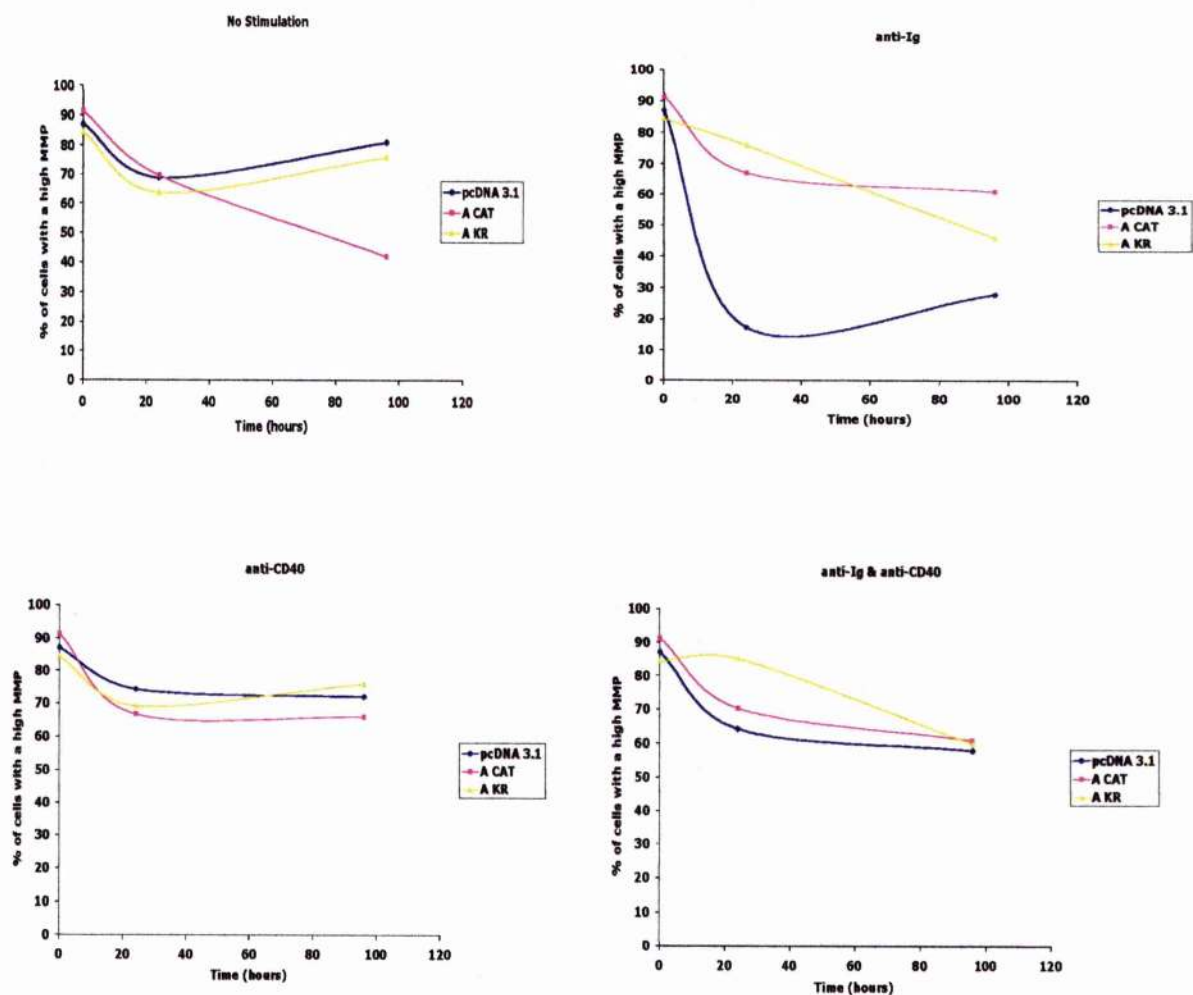 No Stimulation
% of cells with a high MMP
100
90
80
70
60
50
40
30
20
10
0
0 20 40 60 80 100 120
Time (hours)
pcDNA 3.1
A CAT
A KR
anti-Ig
% of cells with a high MMP
100
90
80
70
60
50
40
30
20
10
0
0 20 40 60 80 100 120
Time (hours)
pcDNA 3.1
A CAT
A KR
anti-CD40
% of cells with a high MMP
100
90
80
70
60
50
40
30
20
10
0
0 20 40 60 80 100 120
Time (hours)
pcDNA 3.1
A CAT
A KR
anti-Ig & anti-CD40
% of cells with a high MMP
100
90
80
70
60
50
40
30
20
10
0
0 20 40 60 80 100 120
Time (hours)
pcDNA 3.1
A CAT
A KR